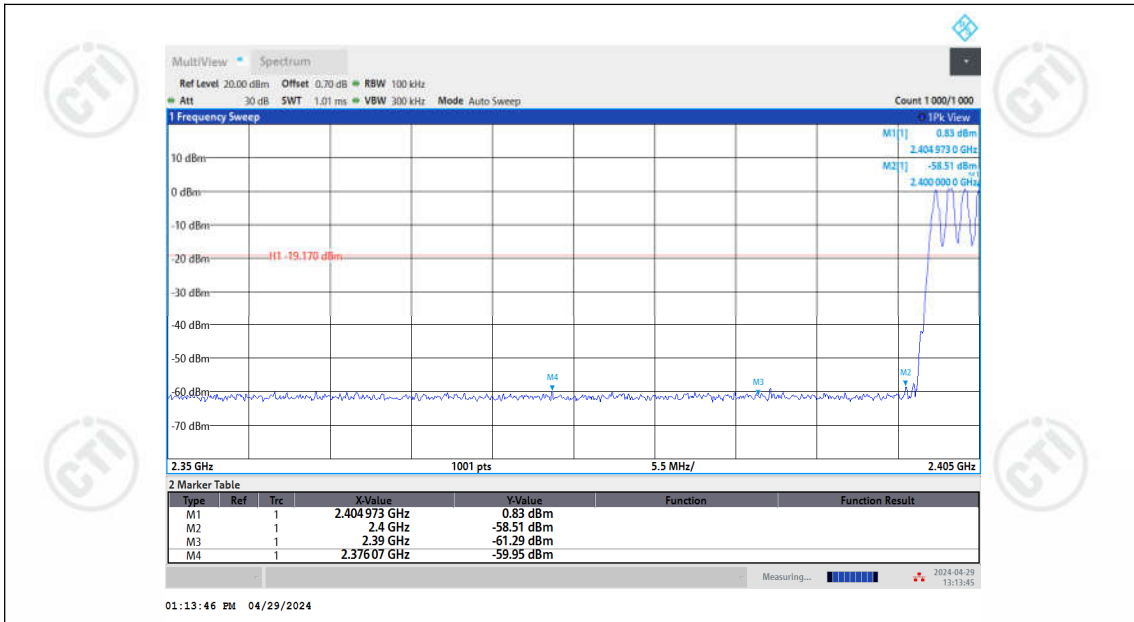 MultiView Spectrum
Ref Level 20.00 dBm Offset 0.70 dB RBW 100 kHz
Att 30 dB SWT 1.01 ms VBW 300 kHz Mode Auto Sweep Count 1 000/1 000
1 Frequency Sweep 1Pk View
M1[1] 0.83 dBm
2.404 973 0 GHz
M2[1] -58.51 dBm
2.400 000 0 GHz
M1
10 dBm
0 dBm
-10 dBm
H1 -19.170 dBm
-20 dBm
-30 dBm
-40 dBm
-50 dBm
M4 M3 M2
-60 dBm
-70 dBm
2.35 GHz 1001 pts 5.5 MHz/ 2.405 GHz
2 Marker Table
Type Ref Trc X-Value Y-Value Function Function Result
M1 1 2.404 973 GHz 0.83 dBm
M2 1 2.4 GHz -58.51 dBm
M3 1 2.39 GHz -61.29 dBm
M4 1 2.376 07 GHz -59.95 dBm
Measuring... 2024-04-29
13:13:45
01:13:46 PM 04/29/2024
CTI
CTI
CTI
CTI